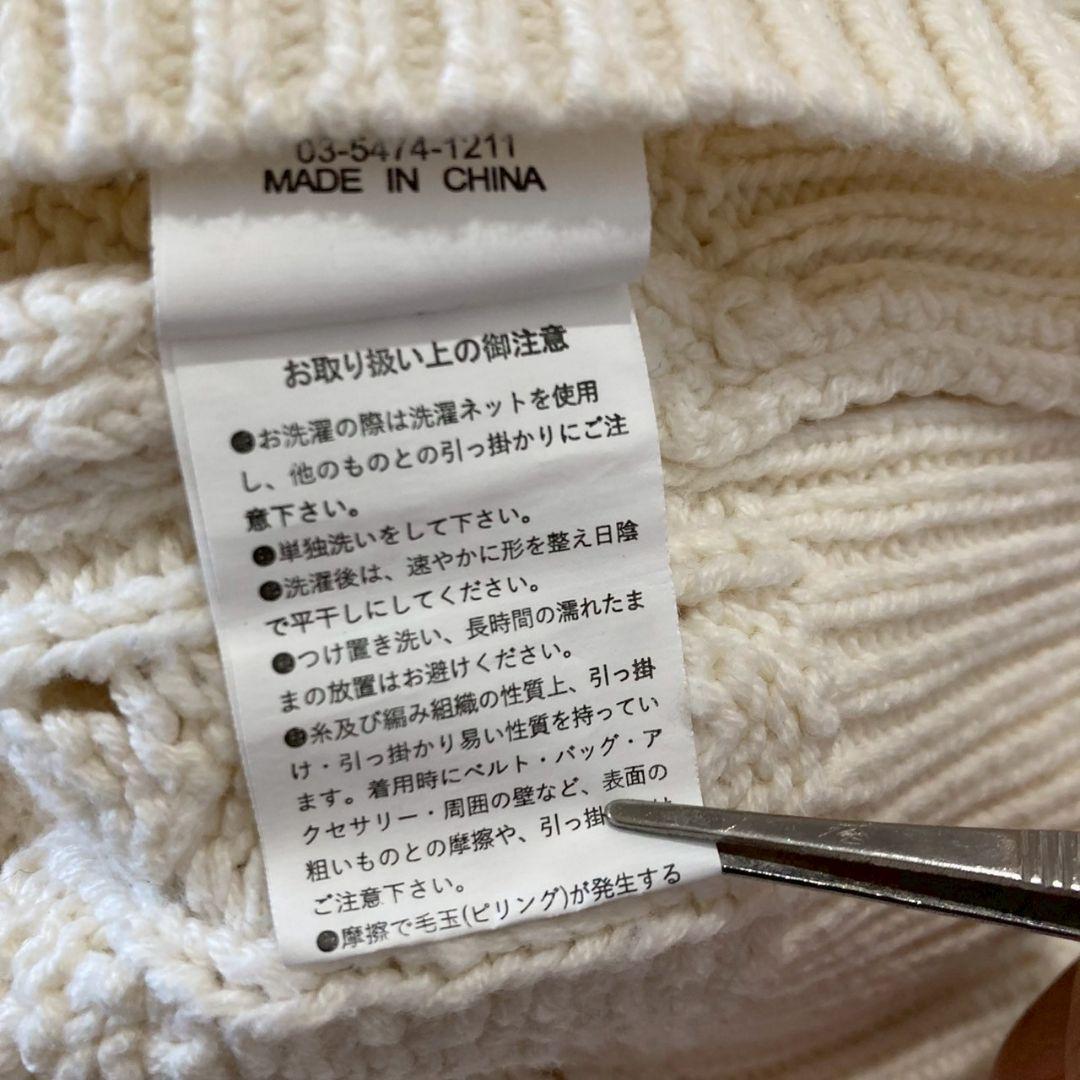 03-5474-1211
MADE IN CHINA
お取り扱い上の御注意
●お洗濯の際は洗濯ネットを使用
し、他のものとの引っ掛かりにご注
意下さい。
●単独洗いをして下さい。
●洗濯後は、速やかに形を整え日陰
で平干しにしてください。
●つけ置き洗い、長時間の濡れたま
まの放置はお避けください。
●糸及び編み組織の性質上、引っ掛
け・引っ掛かり易い性質を持ってい
ます。着用時にベルト・バッグ・ア
クセサリー・周囲の壁など、表面の
粗いものとの摩擦や、引っ掛
ご注意下さい。
●摩擦で毛玉(ピリング)が発生する